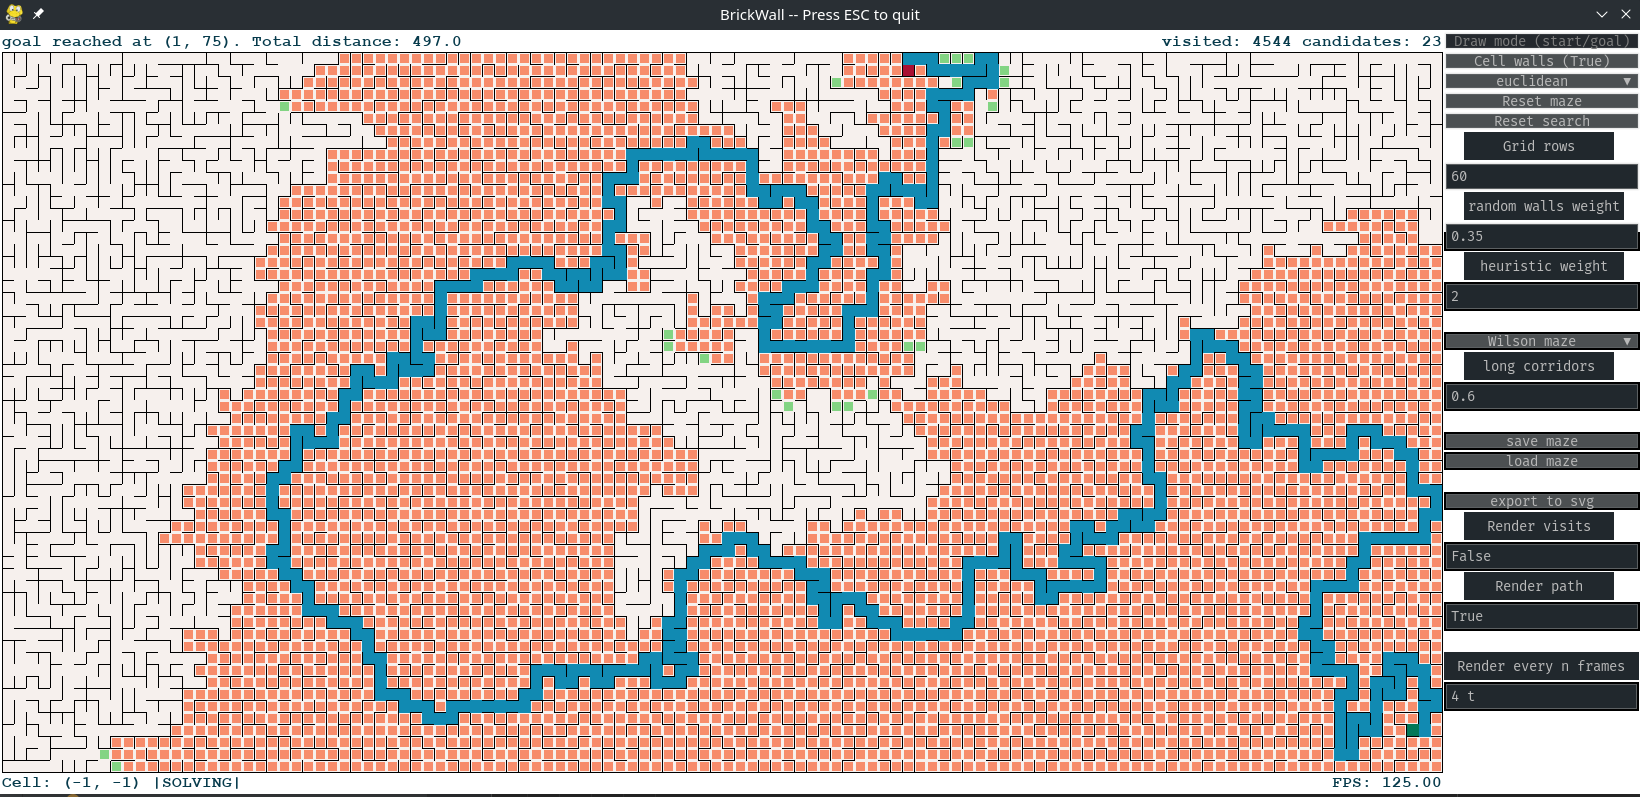 BrickWall -- Press ESC to quit
goal reached at (1, 75). Total distance: 497.0
visited: 4544 candidates: 23
Draw mode (start/goal)
Cell walls (True)
euclidean ▼
Reset maze
Reset search
Grid rows
60
random walls weight
0.35
heuristic weight
2
Wilson maze ▼
long corridors
0.6
save maze
load maze
export to svg
Render visits
False
Render path
True
Render every n frames
4 t
Cell: (-1, -1) |SOLVING|
FPS: 125.00